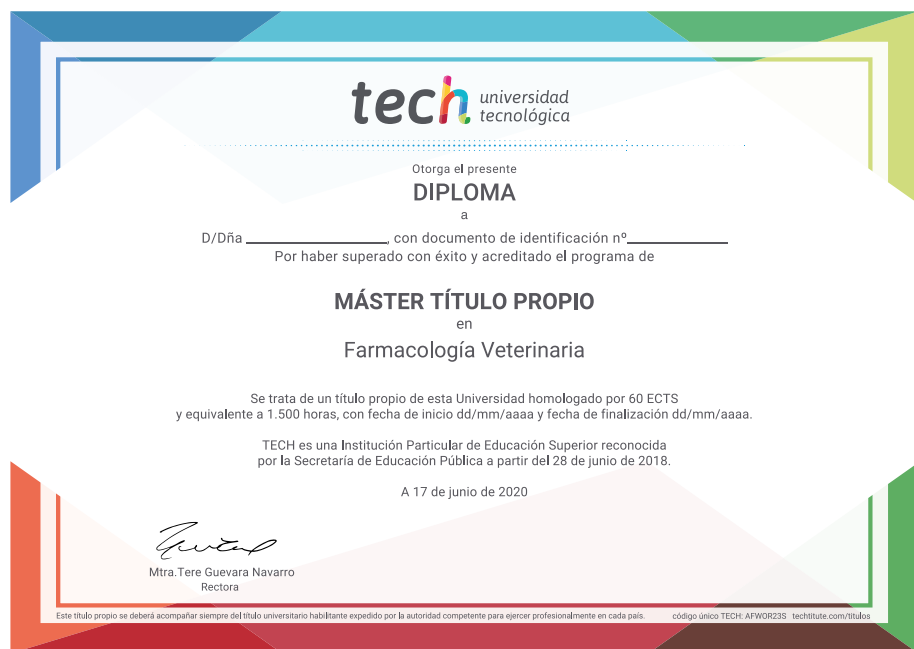 tech universidad
tecnológica
Otorga el presente
DIPLOMA
a
D/Dña ________________, con documento de identificación nº____________
Por haber superado con éxito y acreditado el programa de
MÁSTER TÍTULO PROPIO
en
Farmacología Veterinaria
Se trata de un título propio de esta Universidad homologado por 60 ECTS
y equivalente a 1.500 horas, con fecha de inicio dd/mm/aaaa y fecha de finalización dd/mm/aaaa.
TECH es una Institución Particular de Educación Superior reconocida
por la Secretaría de Educación Pública a partir del 28 de junio de 2018.
A 17 de junio de 2020
Mtra.Tere Guevara Navarro
Rectora
Este título propio se deberá acompañar siempre del título universitario habilitante expedido por la autoridad competente para ejercer profesionalmente en cada país. código único TECH: AFWOR23S techtitute.com/títulos